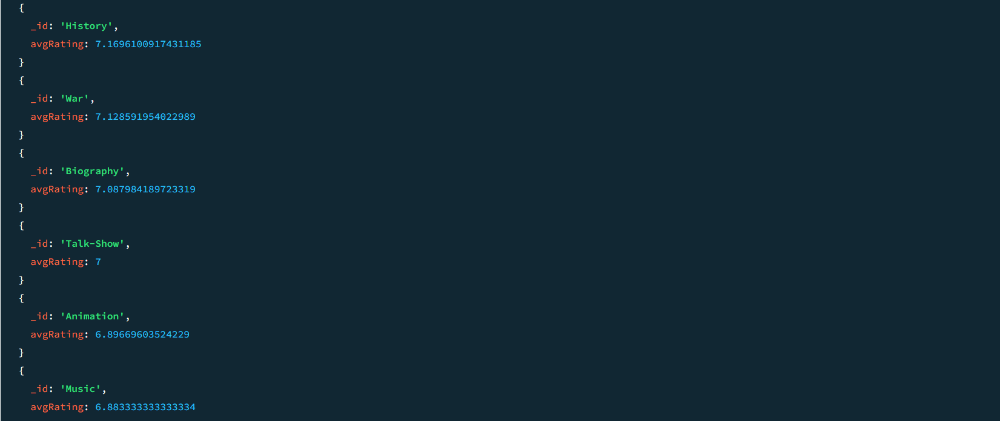 {
  _id: 'History',
  avgRating: 7.1696100917431185
}
{
  _id: 'War',
  avgRating: 7.128591954022989
}
{
  _id: 'Biography',
  avgRating: 7.087984189723319
}
{
  _id: 'Talk-Show',
  avgRating: 7
}
{
  _id: 'Animation',
  avgRating: 6.89669603524229
}
{
  _id: 'Music',
  avgRating: 6.883333333333334